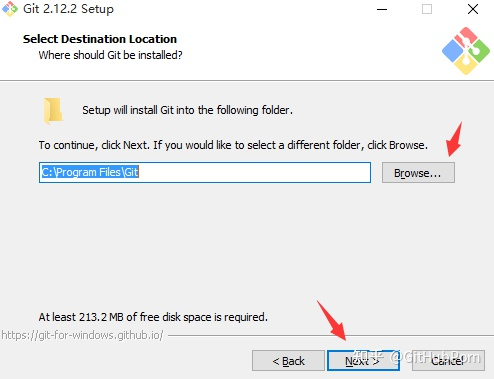 Git 2.12.2 Setup
Select Destination Location
Where should Git be installed?
Setup will install Git into the following folder.
To continue, click Next. If you would like to select a different folder, click Browse.
C:\Program Files\Git
Browse...
At least 213.2 MB of free disk space is required.
https://git-for-windows.github.io/
< Back
Next >
Cancel
知乎 @GitHubPorn